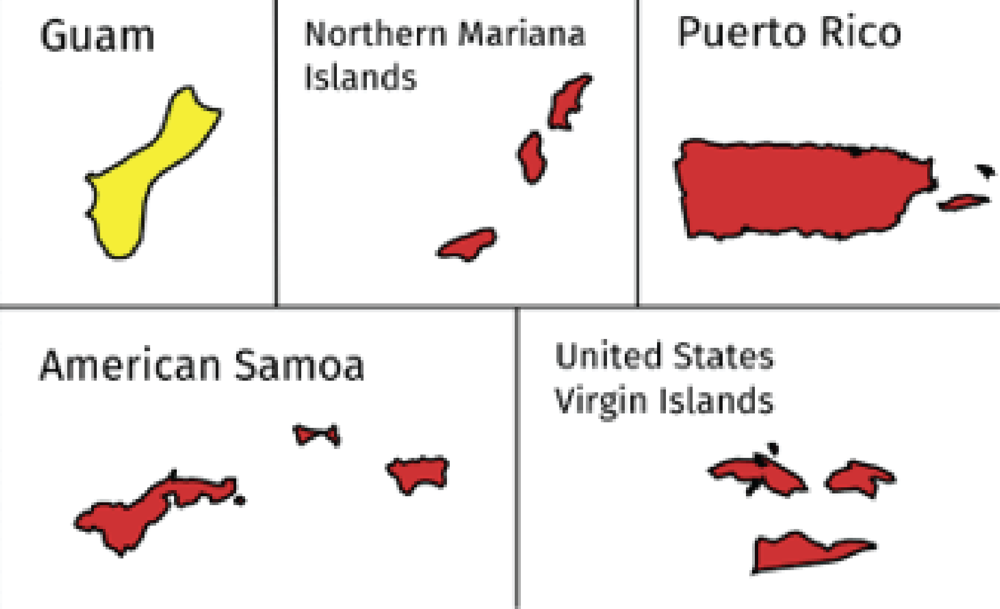 Guam
Northern Mariana
Islands
Puerto Rico
American Samoa
United States
Virgin Islands